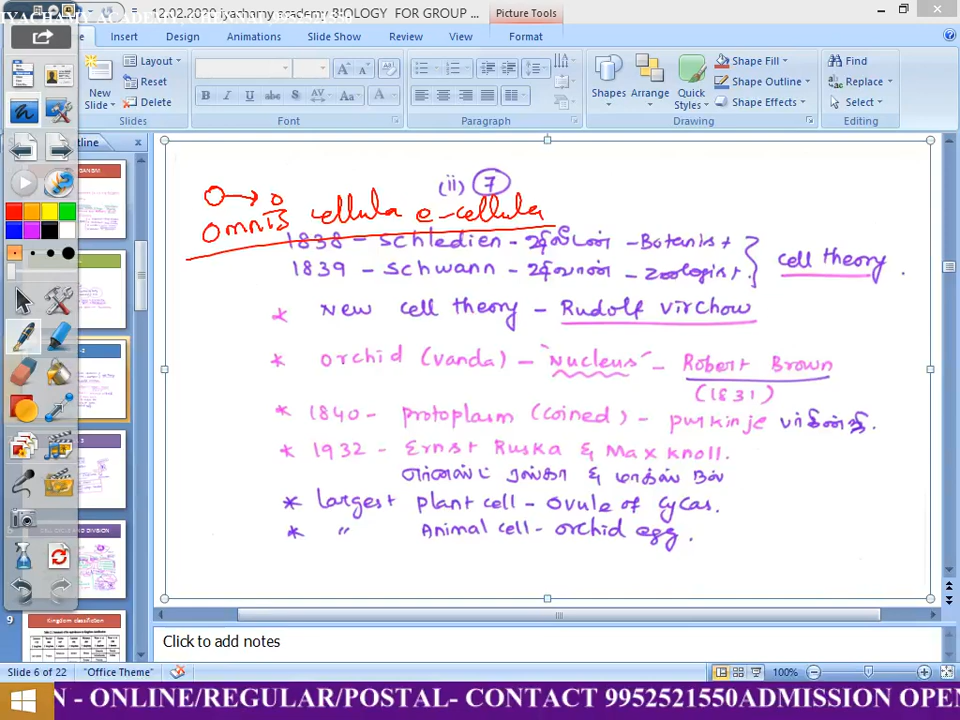 12.02.2020 iyachamy academy BIOLOGY FOR GROUP ...
Picture Tools
Insert Design Animations Slide Show Review View Format
Layout
Reset
New Slide
Delete
Slides
Font
Paragraph
Shapes
Arrange
Quick Styles
Shape Fill
Shape Outline
Shape Effects
Drawing
Find
Replace
Select
Editing
(ii) 7
omnis cellula e-cellula
1838 - Schledien - - Botanist
1839 - Schwann - - Zoologist.
cell theory.
* New cell theory - Rudolf virchow
* orchid (vanda) - "Nucleus" - Robert Brown
(1831)
* 1840 - protoplasm (coined) - purkinje
* 1932 - Ernst Ruska & Max knoll.
* largest plant cell - ovule of cycas.
* " Animal cell - orchid egg.
9
Kingdom classification
Click to add notes
Slide 6 of 22 "Office Theme" 100%
N - ONLINE/REGULAR/POSTAL- CONTACT 9952521550ADMISSION OPEN